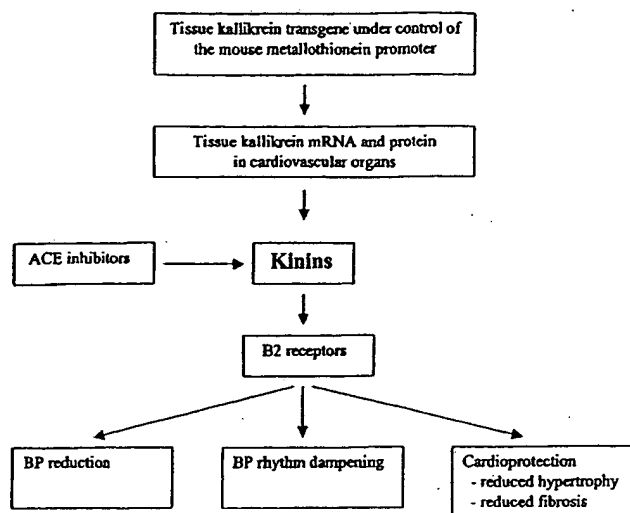 Tissue kallikrein transgene under control of
the mouse metallothionein promoter
Tissue kallikrein mRNA and protein
in cardiovascular organs
ACE inhibitors
Kinins
B2 receptors
BP reduction
BP rhythm dampening
Cardioprotection
- reduced hypertrophy
- reduced fibrosis